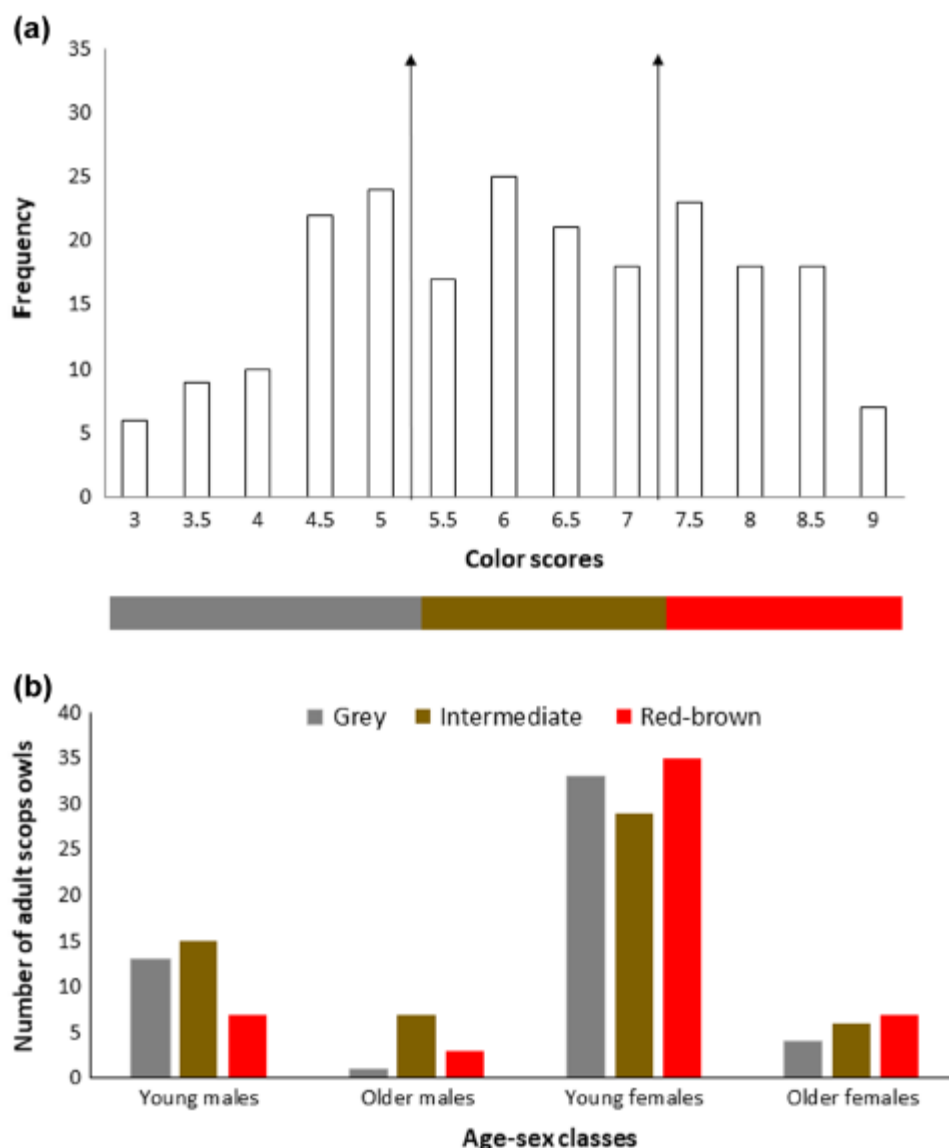 (a)
35
30
25
20
15
10
5
0
Frequency
3 3.5 4 4.5 5 5.5 6 6.5 7 7.5 8 8.5 9
Color scores
(b)
Grey Intermediate Red-brown
40
35
30
25
20
15
10
5
0
Number of adult scops owls
Young males Older males Young females Older females
Age-sex classes